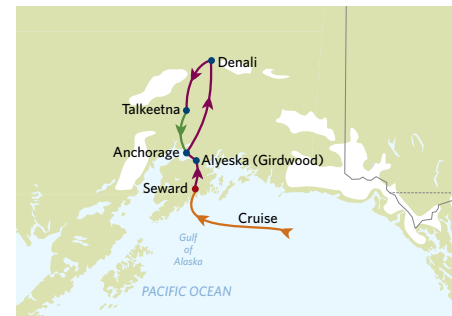 Denali
Talkeetna
Anchorage
Alyeska (Girdwood)
Seward
Cruise
Gulf
of
Alaska
PACIFIC OCEAN